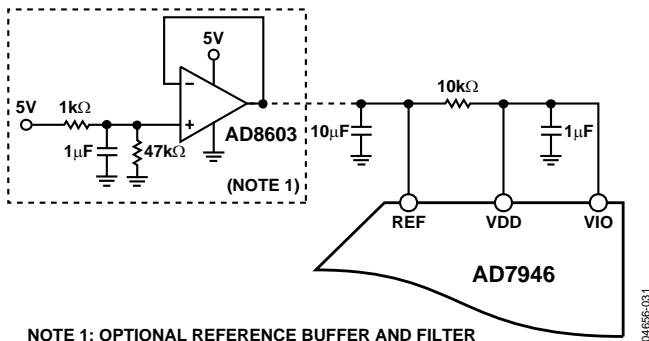 5V
5V
1kΩ
10kΩ
−
+
AD8603
1µF
47kΩ
10µF
1µF
(NOTE 1)
REF
VDD
VIO
AD7946
NOTE 1: OPTIONAL REFERENCE BUFFER AND FILTER
04656-031